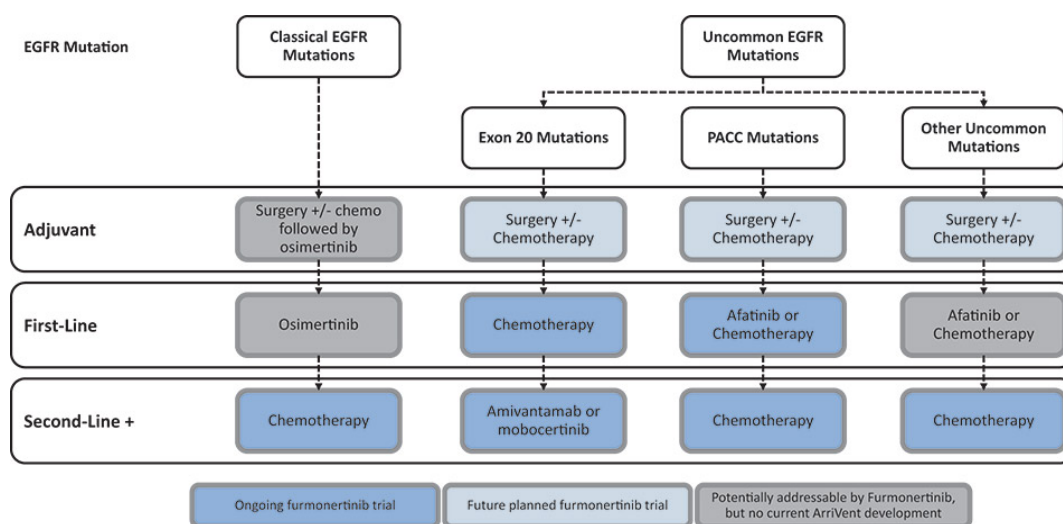 EGFR Mutation
Classical EGFR
Mutations
Uncommon EGFR
Mutations
Exon 20 Mutations
PACC Mutations
Other Uncommon
Mutations
Adjuvant
Surgery +/- chemo
followed by
osimertinib
Surgery +/-
Chemotherapy
Surgery +/-
Chemotherapy
Surgery +/-
Chemotherapy
First-Line
Osimertinib
Chemotherapy
Afatinib or
Chemotherapy
Afatinib or
Chemotherapy
Second-Line +
Chemotherapy
Amivantamab or
mobocertinib
Chemotherapy
Chemotherapy
Ongoing furmonertinib trial
Future planned furmonertinib trial
Potentially addressable by Furmonertinib,
but no current ArriVent development